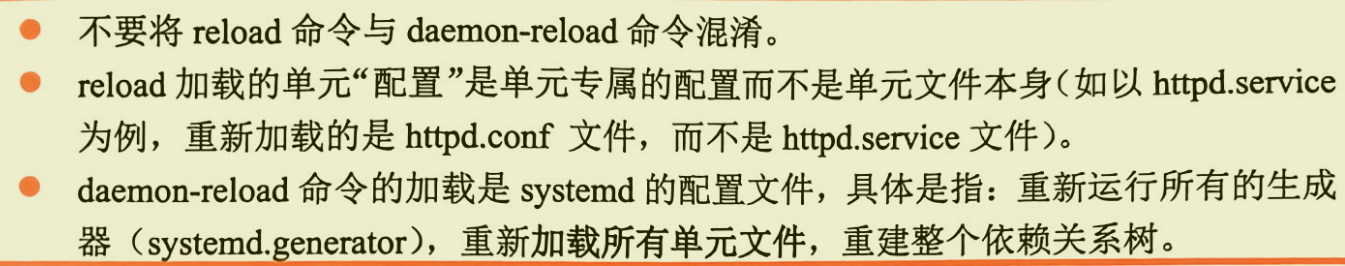 不要将 reload 命令与 daemon-reload 命令混淆。
reload 加载的单元“配置”是单元专属的配置而不是单元文件本身（如以 httpd.service
为例，重新加载的是 httpd.conf 文件，而不是 httpd.service 文件）。
daemon-reload 命令的加载是 systemd 的配置文件，具体是指：重新运行所有的生成
器（systemd.generator），重新加载所有单元文件，重建整个依赖关系树。